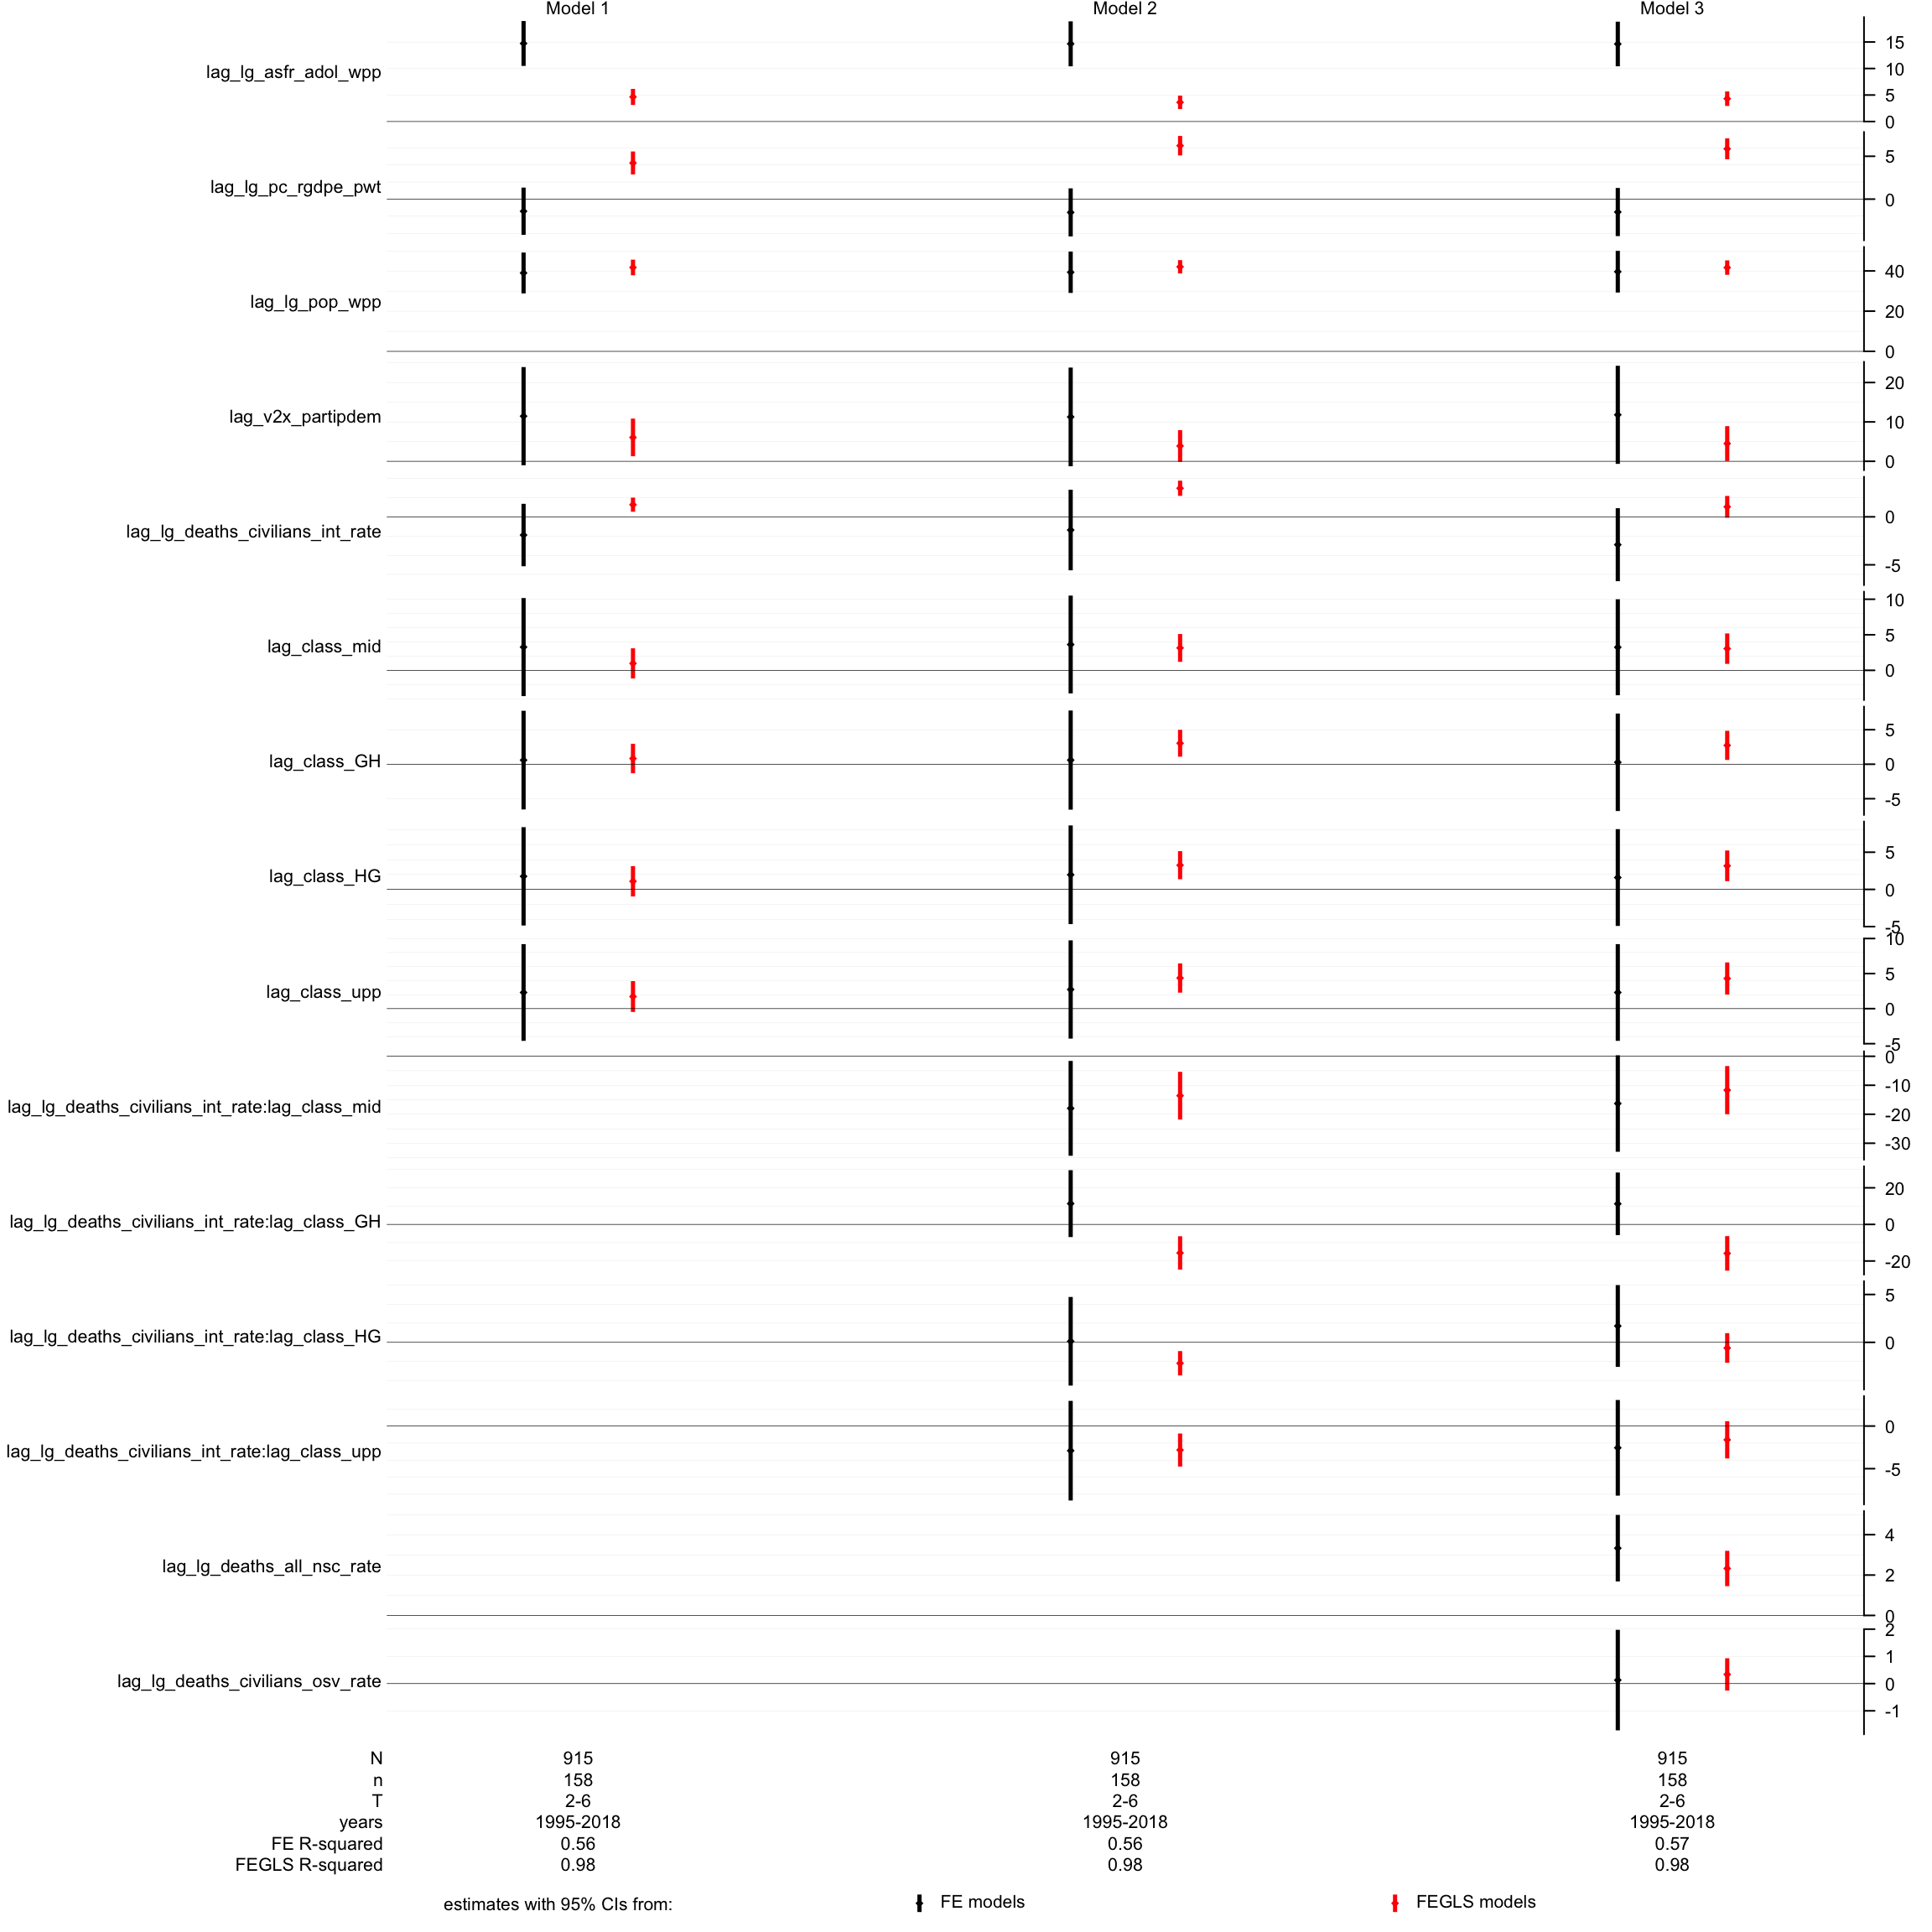 Model 1 Model 2 Model 3
lag_lg_asfr_adol_wpp
15
10
5
0
lag_lg_pc_rgdpe_pwt
5
0
lag_lg_pop_wpp
40
20
0
lag_v2x_partipdem
20
10
0
lag_lg_deaths_civilians_int_rate
0
-5
lag_class_mid
10
5
0
lag_class_GH
5
0
-5
lag_class_HG
5
0
-5
lag_class_upp
10
5
0
-5
lag_lg_deaths_civilians_int_rate:lag_class_mid
0
-10
-20
-30
lag_lg_deaths_civilians_int_rate:lag_class_GH
20
0
-20
lag_lg_deaths_civilians_int_rate:lag_class_HG
5
0
lag_lg_deaths_civilians_int_rate:lag_class_upp
0
-5
lag_lg_deaths_all_nsc_rate
4
2
0
lag_lg_deaths_civilians_osv_rate
2
1
0
-1
N 915 915 915
n 158 158 158
T 2-6 2-6 2-6
years 1995-2018 1995-2018 1995-2018
FE R-squared 0.56 0.56 0.57
FEGLS R-squared 0.98 0.98 0.98
estimates with 95% CIs from: FE models FEGLS models